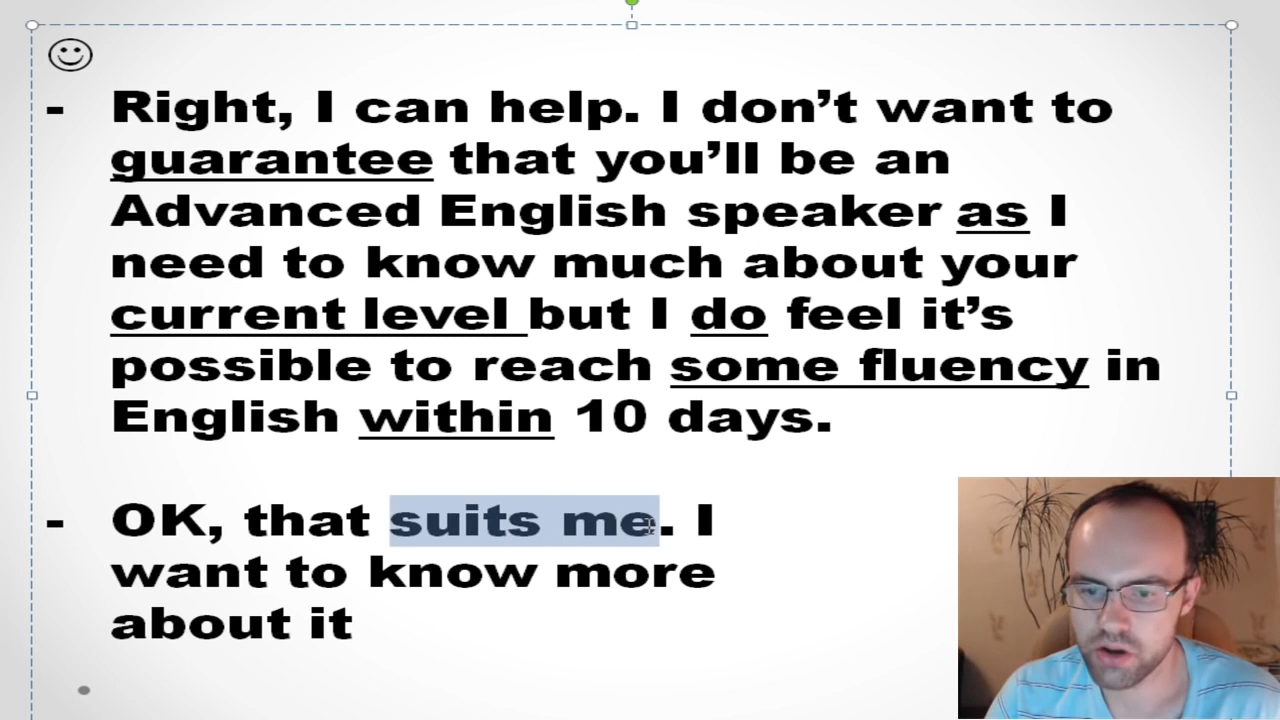 - Right, I can help. I don’t want to
guarantee that you’ll be an
Advanced English speaker as I
need to know much about your
current level but I do feel it’s
possible to reach some fluency in
English within 10 days.
- OK, that suits me. I
want to know more
about it